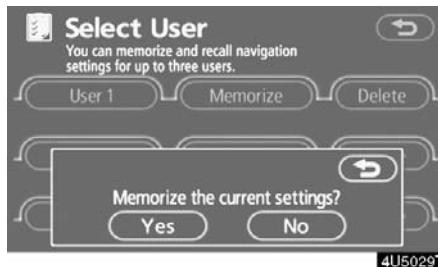 Select User
You can memorize and recall navigation
settings for up to three users.
User 1 Memorize Delete
Memorize the current settings?
Yes No
4U5029